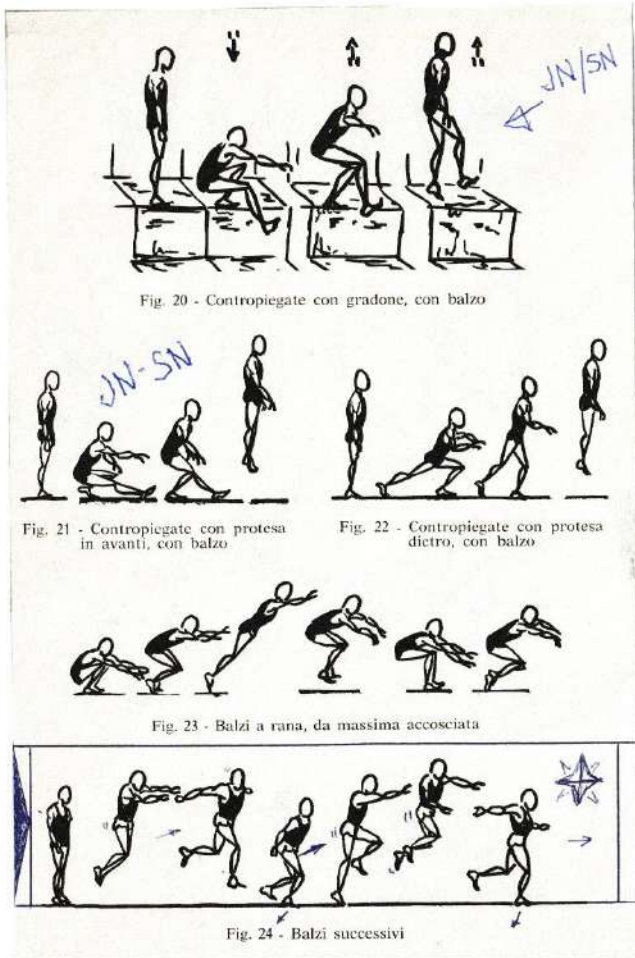 JN/SN
Fig. 20 - Contropiegate con gradone, con balzo
JN-SN
Fig. 21 - Contropiegate con protesa
in avanti, con balzo
Fig. 22 - Contropiegate con protesa
dietro, con balzo
Fig. 23 - Balzi a rana, da massima accosciata
Fig. 24 - Balzi successivi